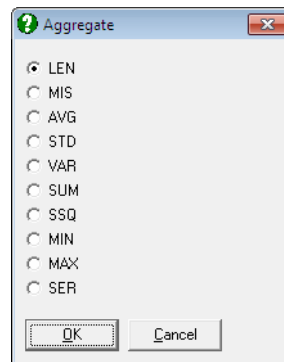 Aggregate
LEN
MIS
AVG
STD
VAR
SUM
SSQ
MIN
MAX
SER
OK Cancel